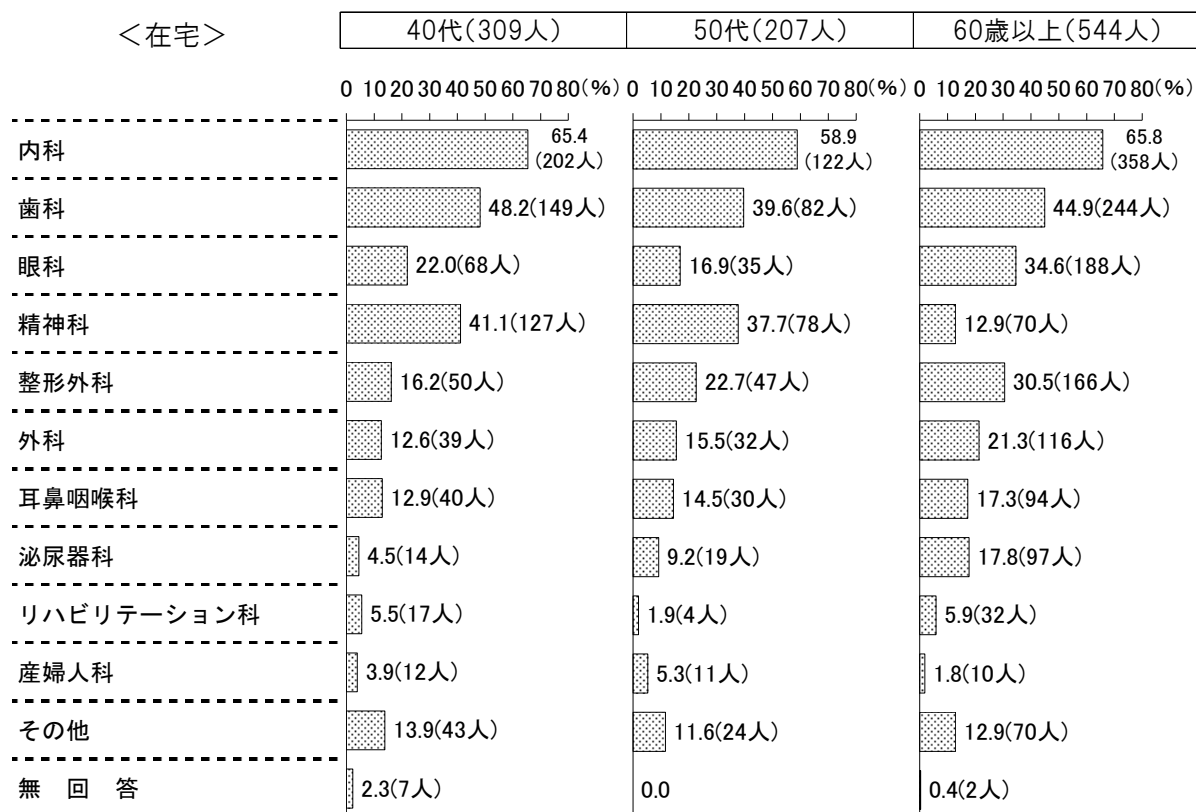 ＜在宅＞ 40代(309人) 50代(207人) 60歳以上(544人)
0 10 20 30 40 50 60 70 80(%) 0 10 20 30 40 50 60 70 80(%) 0 10 20 30 40 50 60 70 80(%)
内科 65.4 58.9 65.8
(202人) (122人) (358人)
歯科 48.2(149人) 39.6(82人) 44.9(244人)
眼科 22.0(68人) 16.9(35人) 34.6(188人)
精神科 41.1(127人) 37.7(78人) 12.9(70人)
整形外科 16.2(50人) 22.7(47人) 30.5(166人)
外科 12.6(39人) 15.5(32人) 21.3(116人)
耳鼻咽喉科 12.9(40人) 14.5(30人) 17.3(94人)
泌尿器科 4.5(14人) 9.2(19人) 17.8(97人)
リハビリテーション科 5.5(17人) 1.9(4人) 5.9(32人)
産婦人科 3.9(12人) 5.3(11人) 1.8(10人)
その他 13.9(43人) 11.6(24人) 12.9(70人)
無　回　答 2.3(7人) 0.0 0.4(2人)